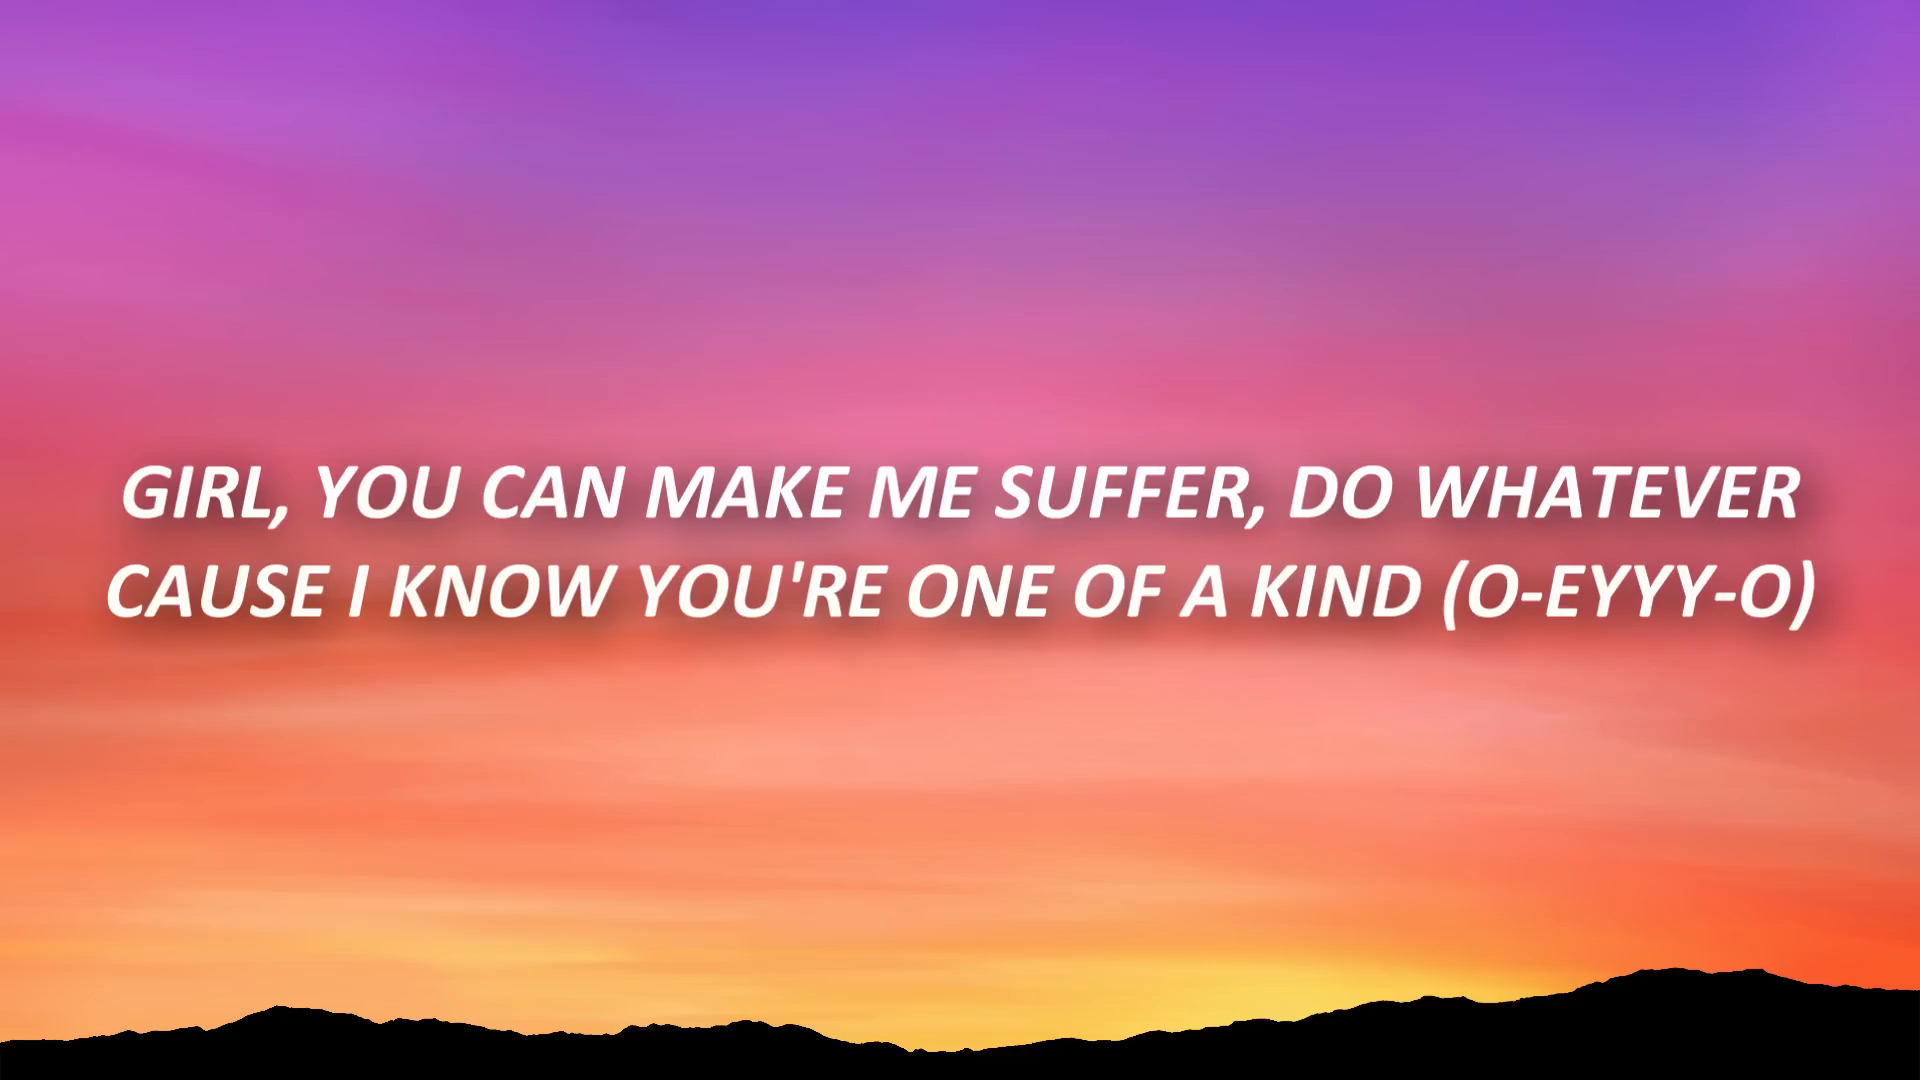 GIRL, YOU CAN MAKE ME SUFFER, DO WHATEVER
CAUSE I KNOW YOU'RE ONE OF A KIND (O-EYYY-O)